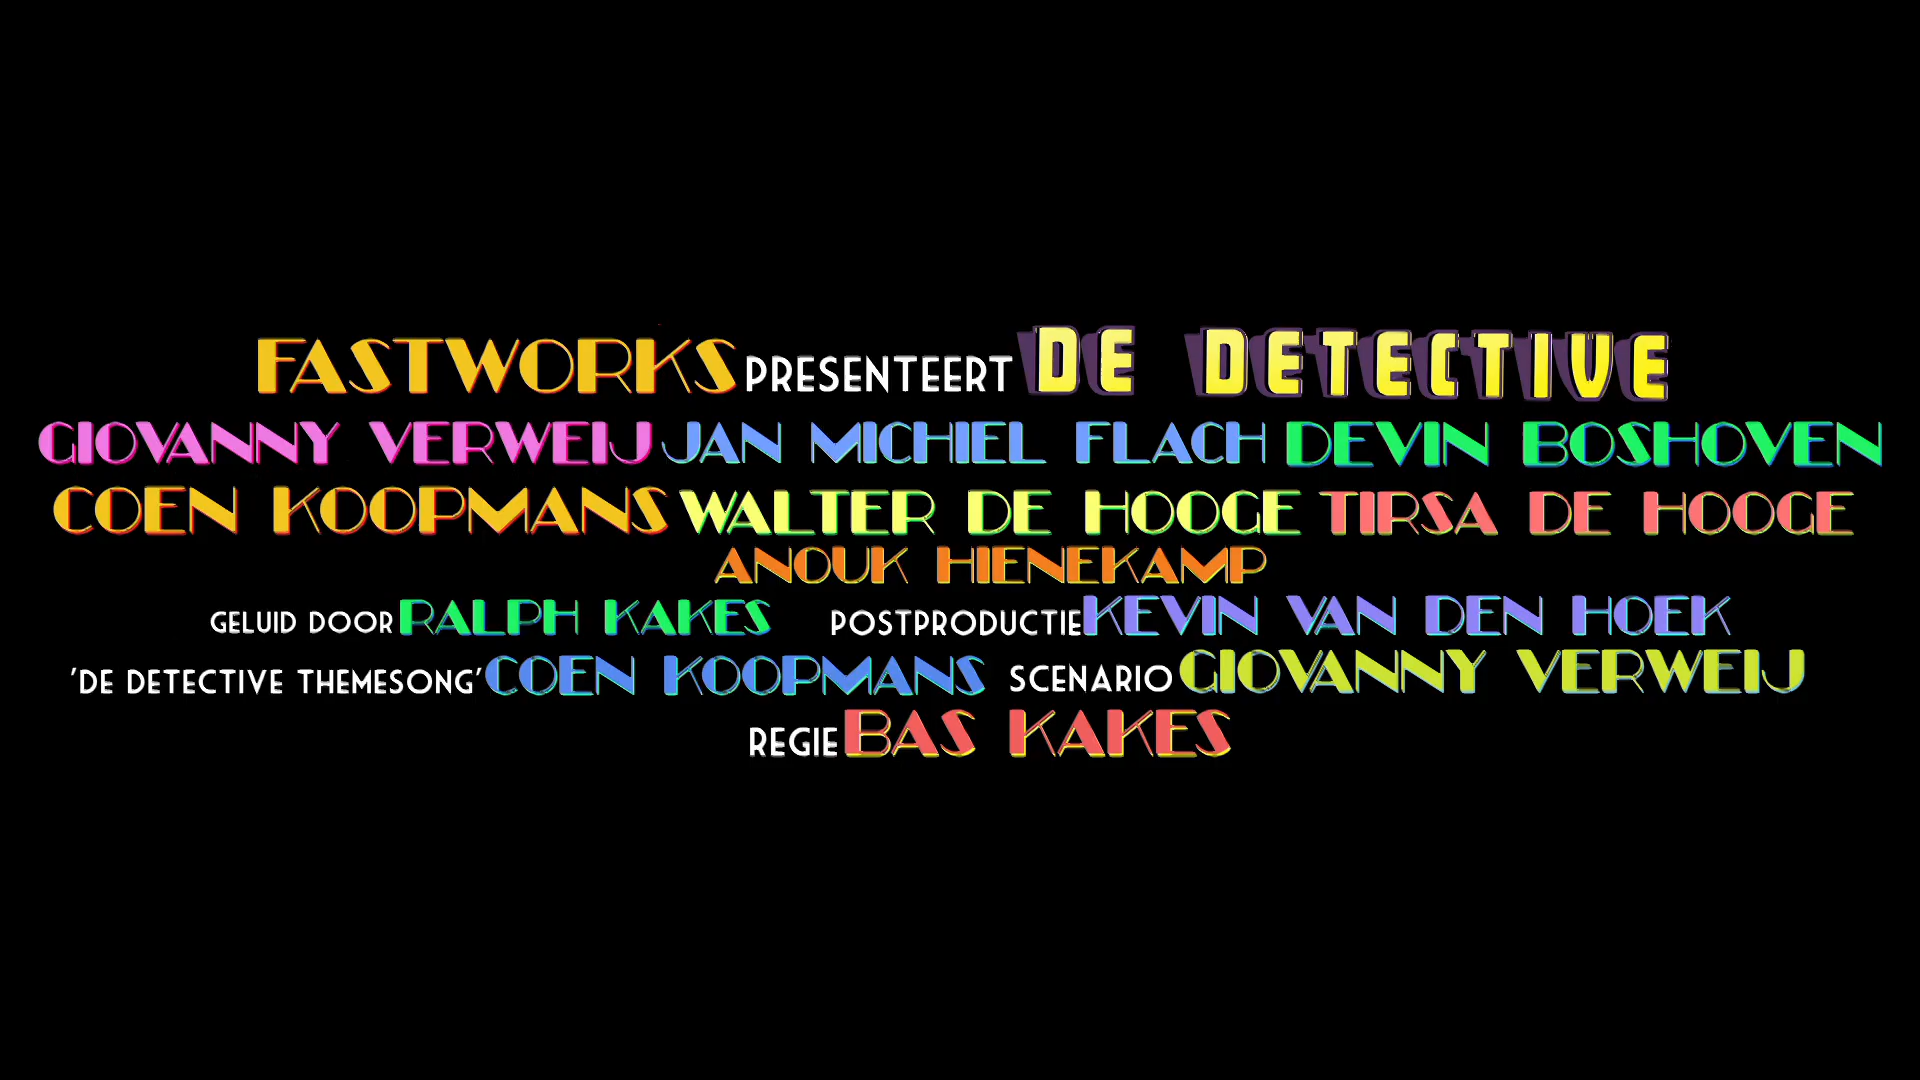 FASTWORKS PRESENTEERT DE DETECTIVE
GIOVANNY VERWEIJ JAN MICHIEL FLACH DEVIN BOSHOVEN
COEN KOOPMANS WALTER DE HOOGE TIRSA DE HOOGE
ANOUK HIENEKAMP
GELUID DOOR RALPH KAKES POSTPRODUCTIE KEVIN VAN DEN HOEK
'DE DETECTIVE THEMESONG' COEN KOOPMANS SCENARIO GIOVANNY VERWEIJ
REGIE BAS KAKES